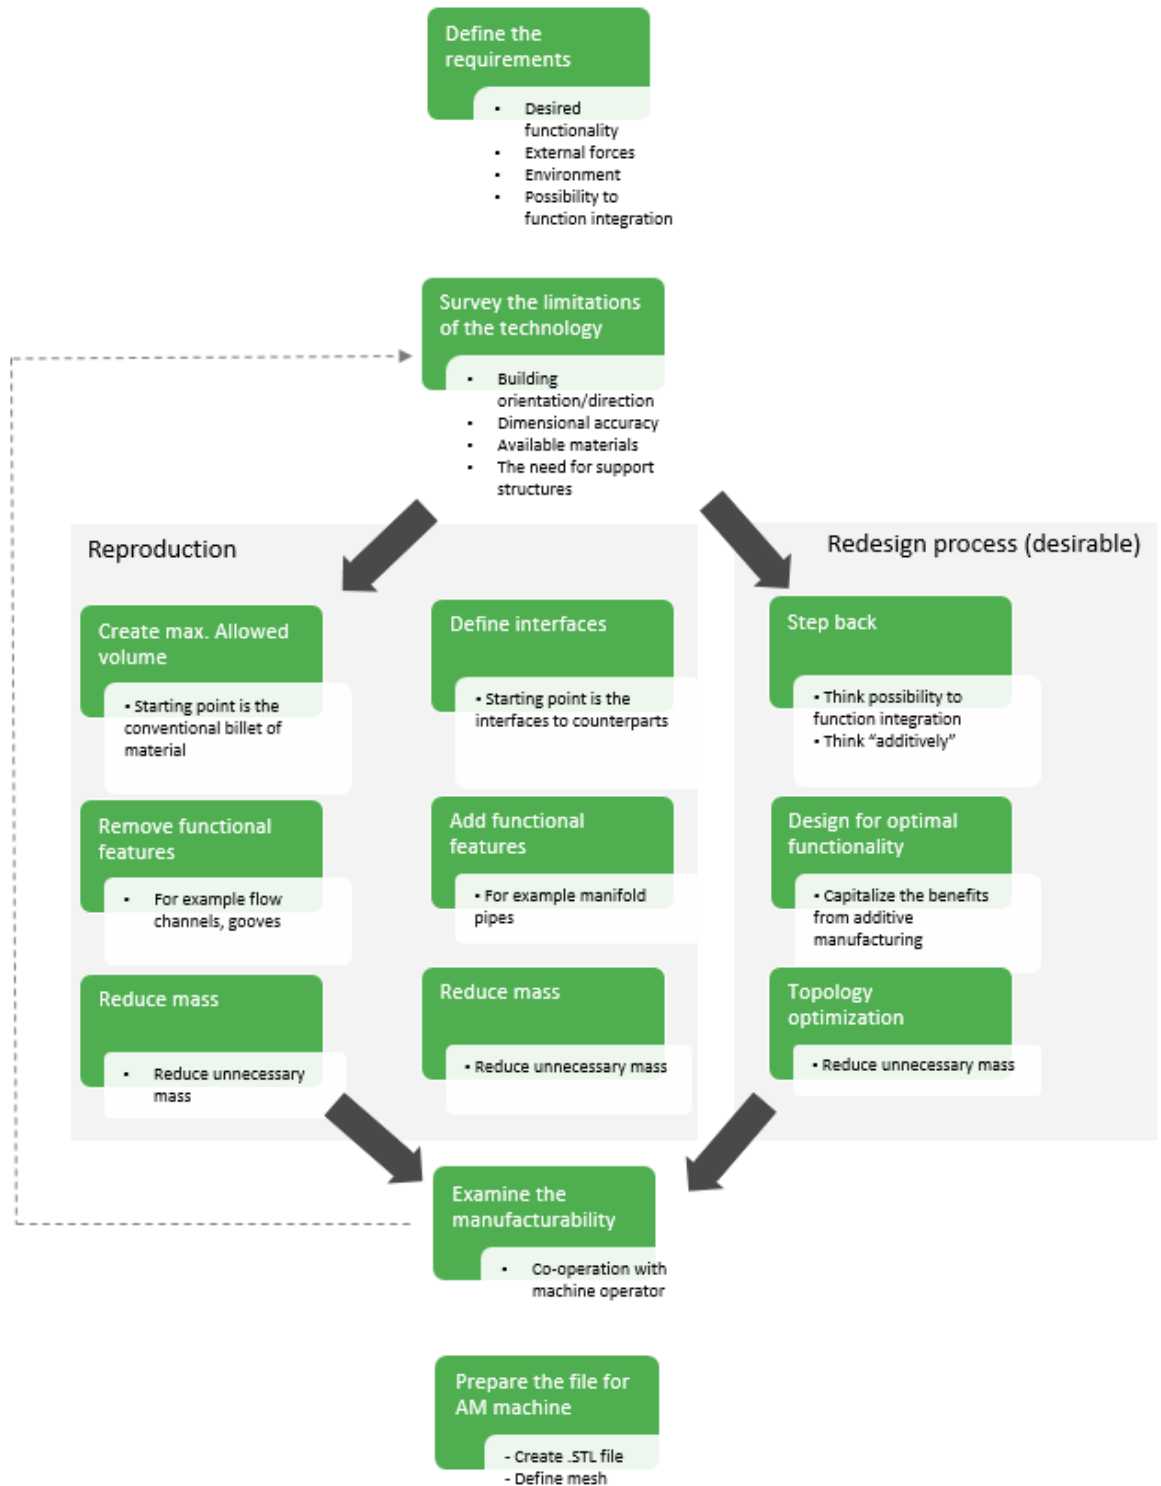 Define the
requirements
▪ Desired
functionality
▪ External forces
▪ Environment
▪ Possibility to
function integration
Survey the limitations
of the technology
▪ Building
orientation/direction
▪ Dimensional accuracy
▪ Available materials
▪ The need for support
structures
Reproduction
Create max. Allowed
volume
▪ Starting point is the
conventional billet of
material
Remove functional
features
▪ For example flow
channels, gooves
Reduce mass
▪ Reduce unnecessary
mass
Define interfaces
▪ Starting point is the
interfaces to counterparts
Add functional
features
▪ For example manifold
pipes
Reduce mass
▪ Reduce unnecessary mass
Redesign process (desirable)
Step back
▪ Think possibility to
function integration
▪ Think “additively”
Design for optimal
functionality
▪ Capitalize the benefits
from additive
manufacturing
Topology
optimization
▪ Reduce unnecessary mass
Examine the
manufacturability
▪ Co-operation with
machine operator
Prepare the file for
AM machine
- Create .STL file
- Define mesh